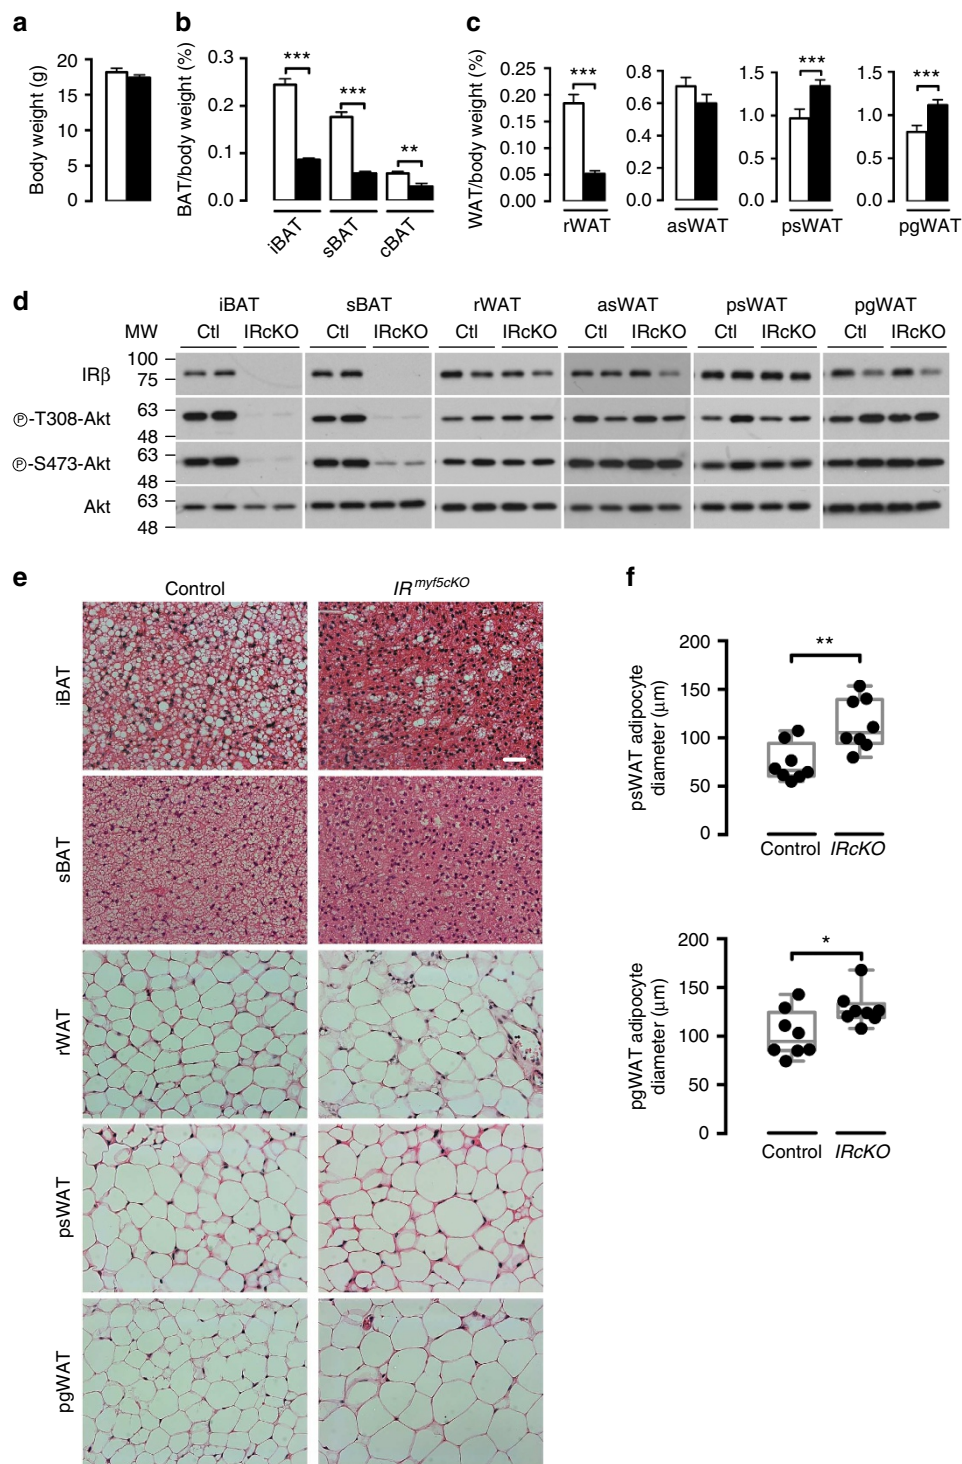 a
Body weight (g)
20
15
10
5
0
b
BAT/body weight (%)
0.3
0.2
0.1
0.0
***
***
**
iBAT
sBAT
cBAT
c
WAT/body weight (%)
0.25
0.20
0.15
0.10
0.05
0.00
***
rWAT
0.8
0.6
0.4
0.2
0.0
asWAT
1.5
1.0
0.5
0.0
***
psWAT
1.5
1.0
0.5
0.0
***
pgWAT
d
iBAT sBAT rWAT asWAT psWAT pgWAT
MW Ctl IRcKO Ctl IRcKO Ctl IRcKO Ctl IRcKO Ctl IRcKO Ctl IRcKO
IRβ 100 75
Ⓟ-T308-Akt 63 48
Ⓟ-S473-Akt 63 48
Akt 63 48
e
Control IR^myf5cKO
iBAT
sBAT
rWAT
psWAT
pgWAT
f
psWAT adipocyte
diameter (μm)
200
150
100
50
0
**
Control IRcKO
pgWAT adipocyte
diameter (μm)
200
150
100
50
0
*
Control IRcKO